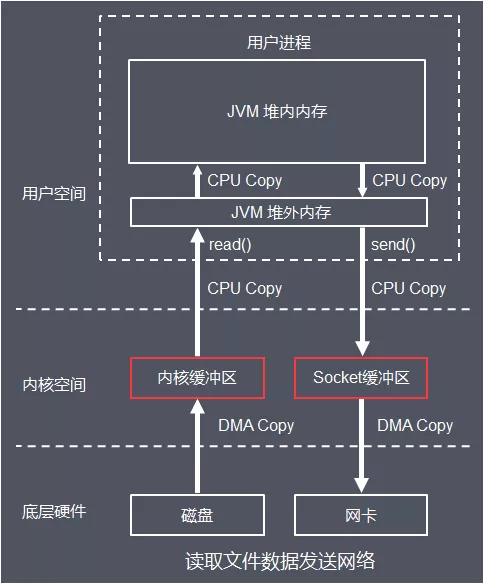 用户进程
JVM 堆内内存
CPU Copy
CPU Copy
用户空间
JVM 堆外内存
read()
send()
CPU Copy
CPU Copy
内核空间
内核缓冲区
Socket缓冲区
DMA Copy
DMA Copy
底层硬件
磁盘
网卡
读取文件数据发送网络